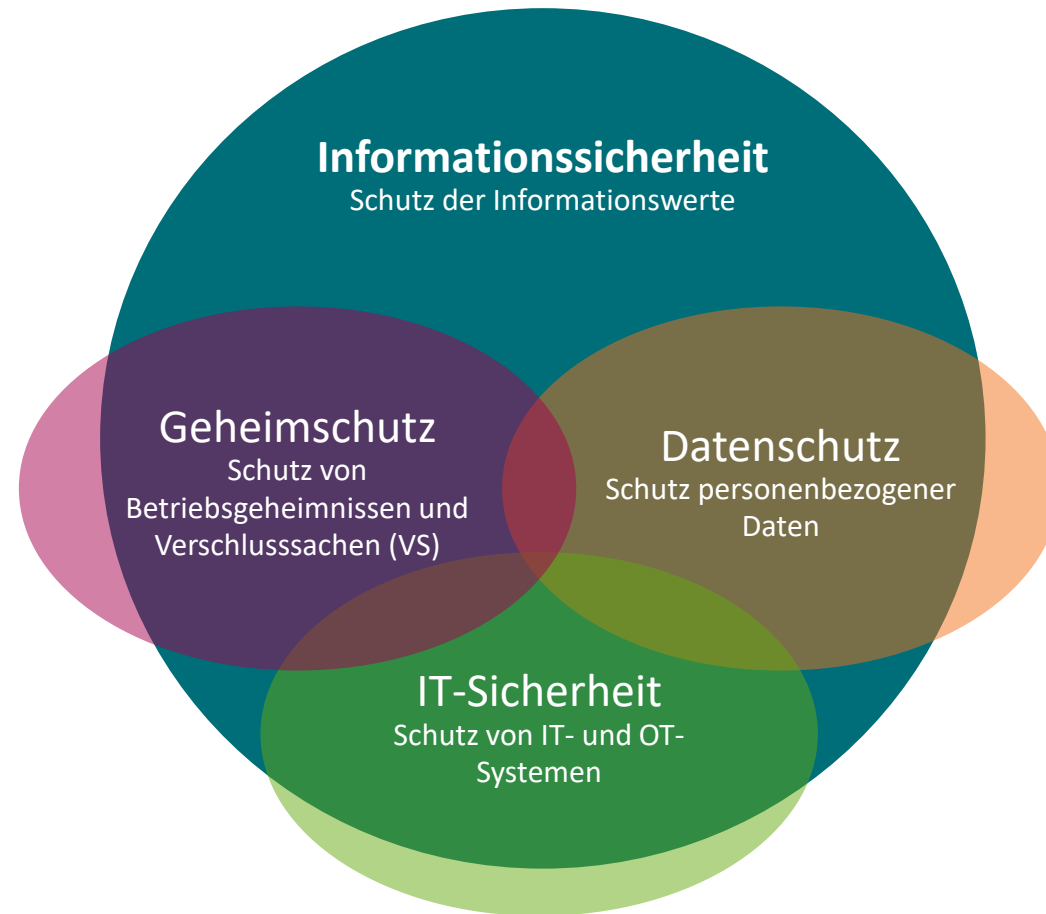 Informationssicherheit
Schutz der Informationswerte
Geheimschutz
Schutz von
Betriebsgeheimnissen und
Verschlusssachen (VS)
Datenschutz
Schutz personenbezogener
Daten
IT-Sicherheit
Schutz von IT- und OT-
Systemen